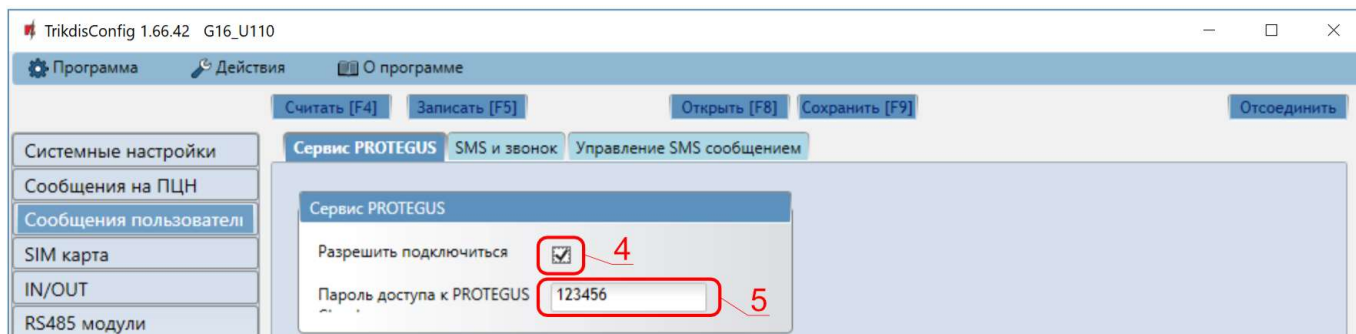 TrikdisConfig 1.66.42 G16_U110
Программа Действия О программе
Считать [F4] Записать [F5] Открыть [F8] Сохранить [F9] Отсоединить
Системные настройки
Сообщения на ПЦН
Сообщения пользовател
SIM карта
IN/OUT
RS485 модули
Сервис PROTEGUS SMS и звонок Управление SMS сообщением
Сервис PROTEGUS
Разрешить подключиться 4
Пароль доступа к PROTEGUS 123456 5